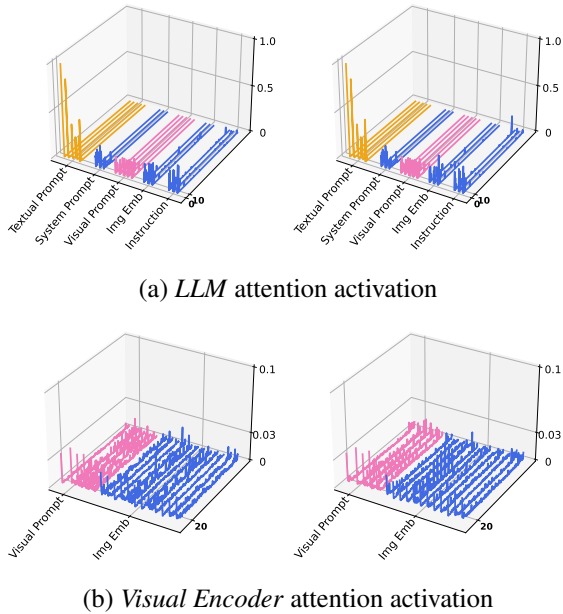 1.0
0.5
0
Textual Prompt
System Prompt
Visual Prompt
Img Emb
Instruction
0
10
1.0
0.5
0
Textual Prompt
System Prompt
Visual Prompt
Img Emb
Instruction
0
10
(a) LLM attention activation
0.1
0.03
0
Visual Prompt
Img Emb
20
0.1
0.03
0
Visual Prompt
Img Emb
20
(b) Visual Encoder attention activation